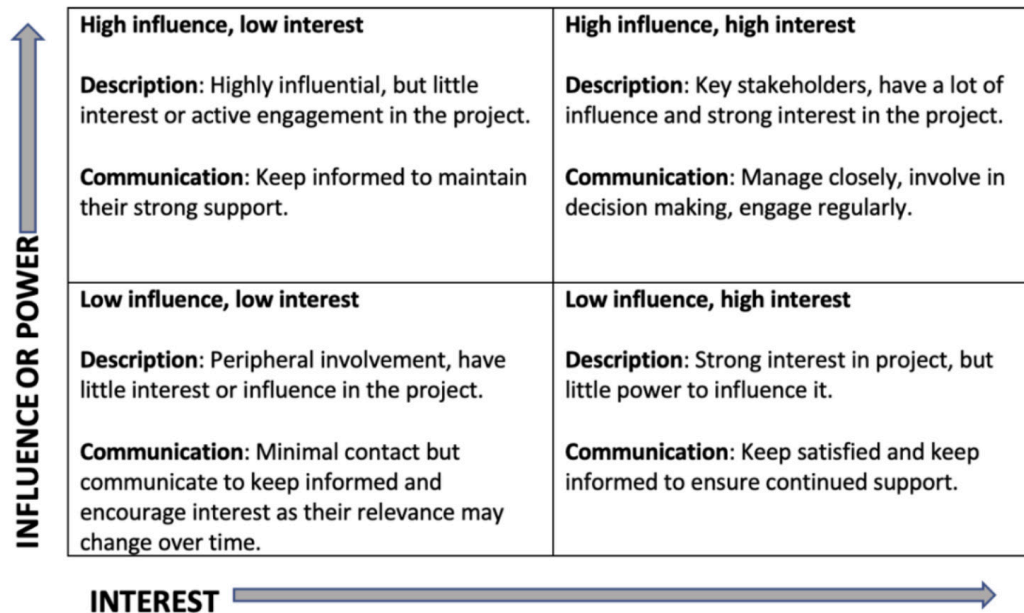 INFLUENCE OR POWER
High influence, low interest
Description: Highly influential, but little
interest or active engagement in the project.
Communication: Keep informed to maintain
their strong support.
High influence, high interest
Description: Key stakeholders, have a lot of
influence and strong interest in the project.
Communication: Manage closely, involve in
decision making, engage regularly.
Low influence, low interest
Description: Peripheral involvement, have
little interest or influence in the project.
Communication: Minimal contact but
communicate to keep informed and
encourage interest as their relevance may
change over time.
Low influence, high interest
Description: Strong interest in project, but
little power to influence it.
Communication: Keep satisfied and keep
informed to ensure continued support.
INTEREST